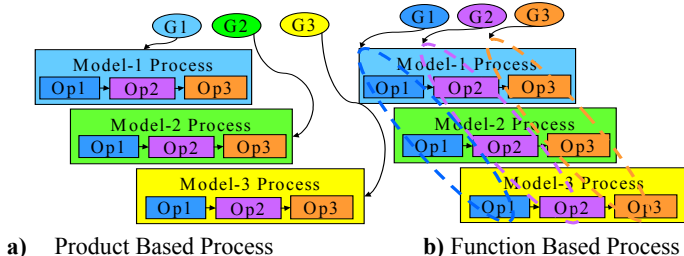 G1 G2 G3 G1 G2 G3
Model-1 Process Model-1 Process
Op1 Op2 Op3 Op1 Op2 Op3
Model-2 Process Model-2 Process
Op1 Op2 Op3 Op1 Op2 Op3
Model-3 Process Model-3 Process
Op1 Op2 Op3 Op1 Op2 Op3
a) Product Based Process b) Function Based Process